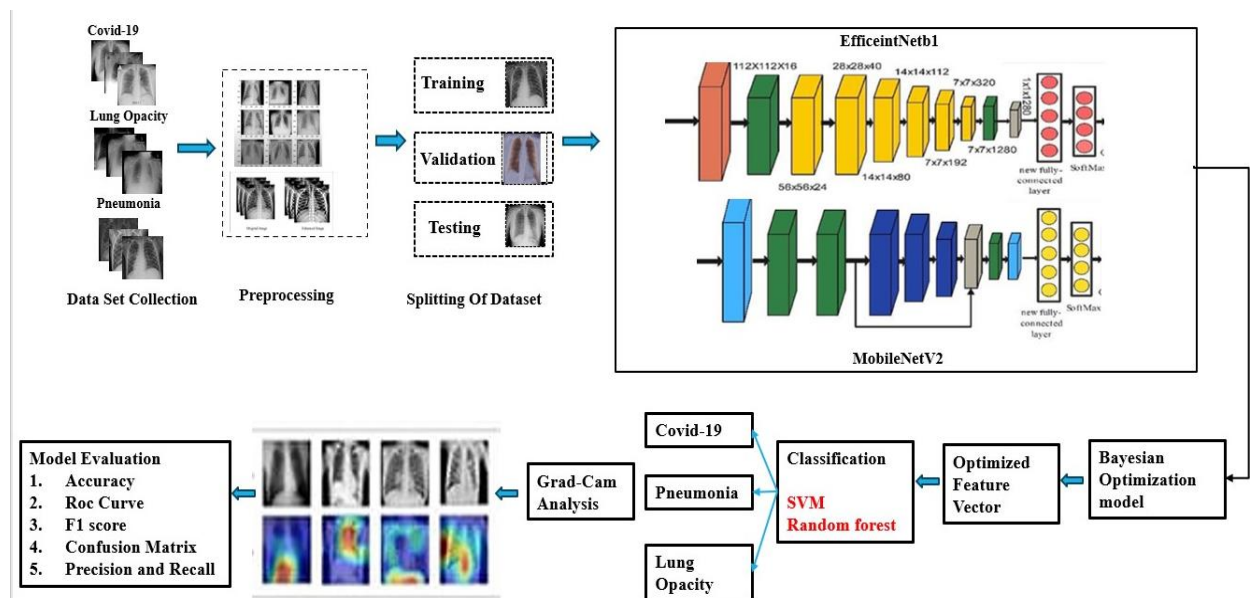 Covid-19
Lung Opacity
Pneumonia
Data Set Collection
Preprocessing
Training
Validation
Testing
Splitting Of Dataset
EfficeintNetb1
112X112X16
28x28x40
14x14x112
7x7x320
1x1x1280
56x56x24
14x14x80
7x7x192
7x7x1280
new fully-
connected
layer
SoftMax
new fully-
connected
layer
SoftMax
MobileNetV2
Bayesian
Optimization
model
Optimized
Feature
Vector
Classification
SVM
Random forest
Covid-19
Pneumonia
Lung
Opacity
Grad-Cam
Analysis
Model Evaluation
1. Accuracy
2. Roc Curve
3. F1 score
4. Confusion Matrix
5. Precision and Recall